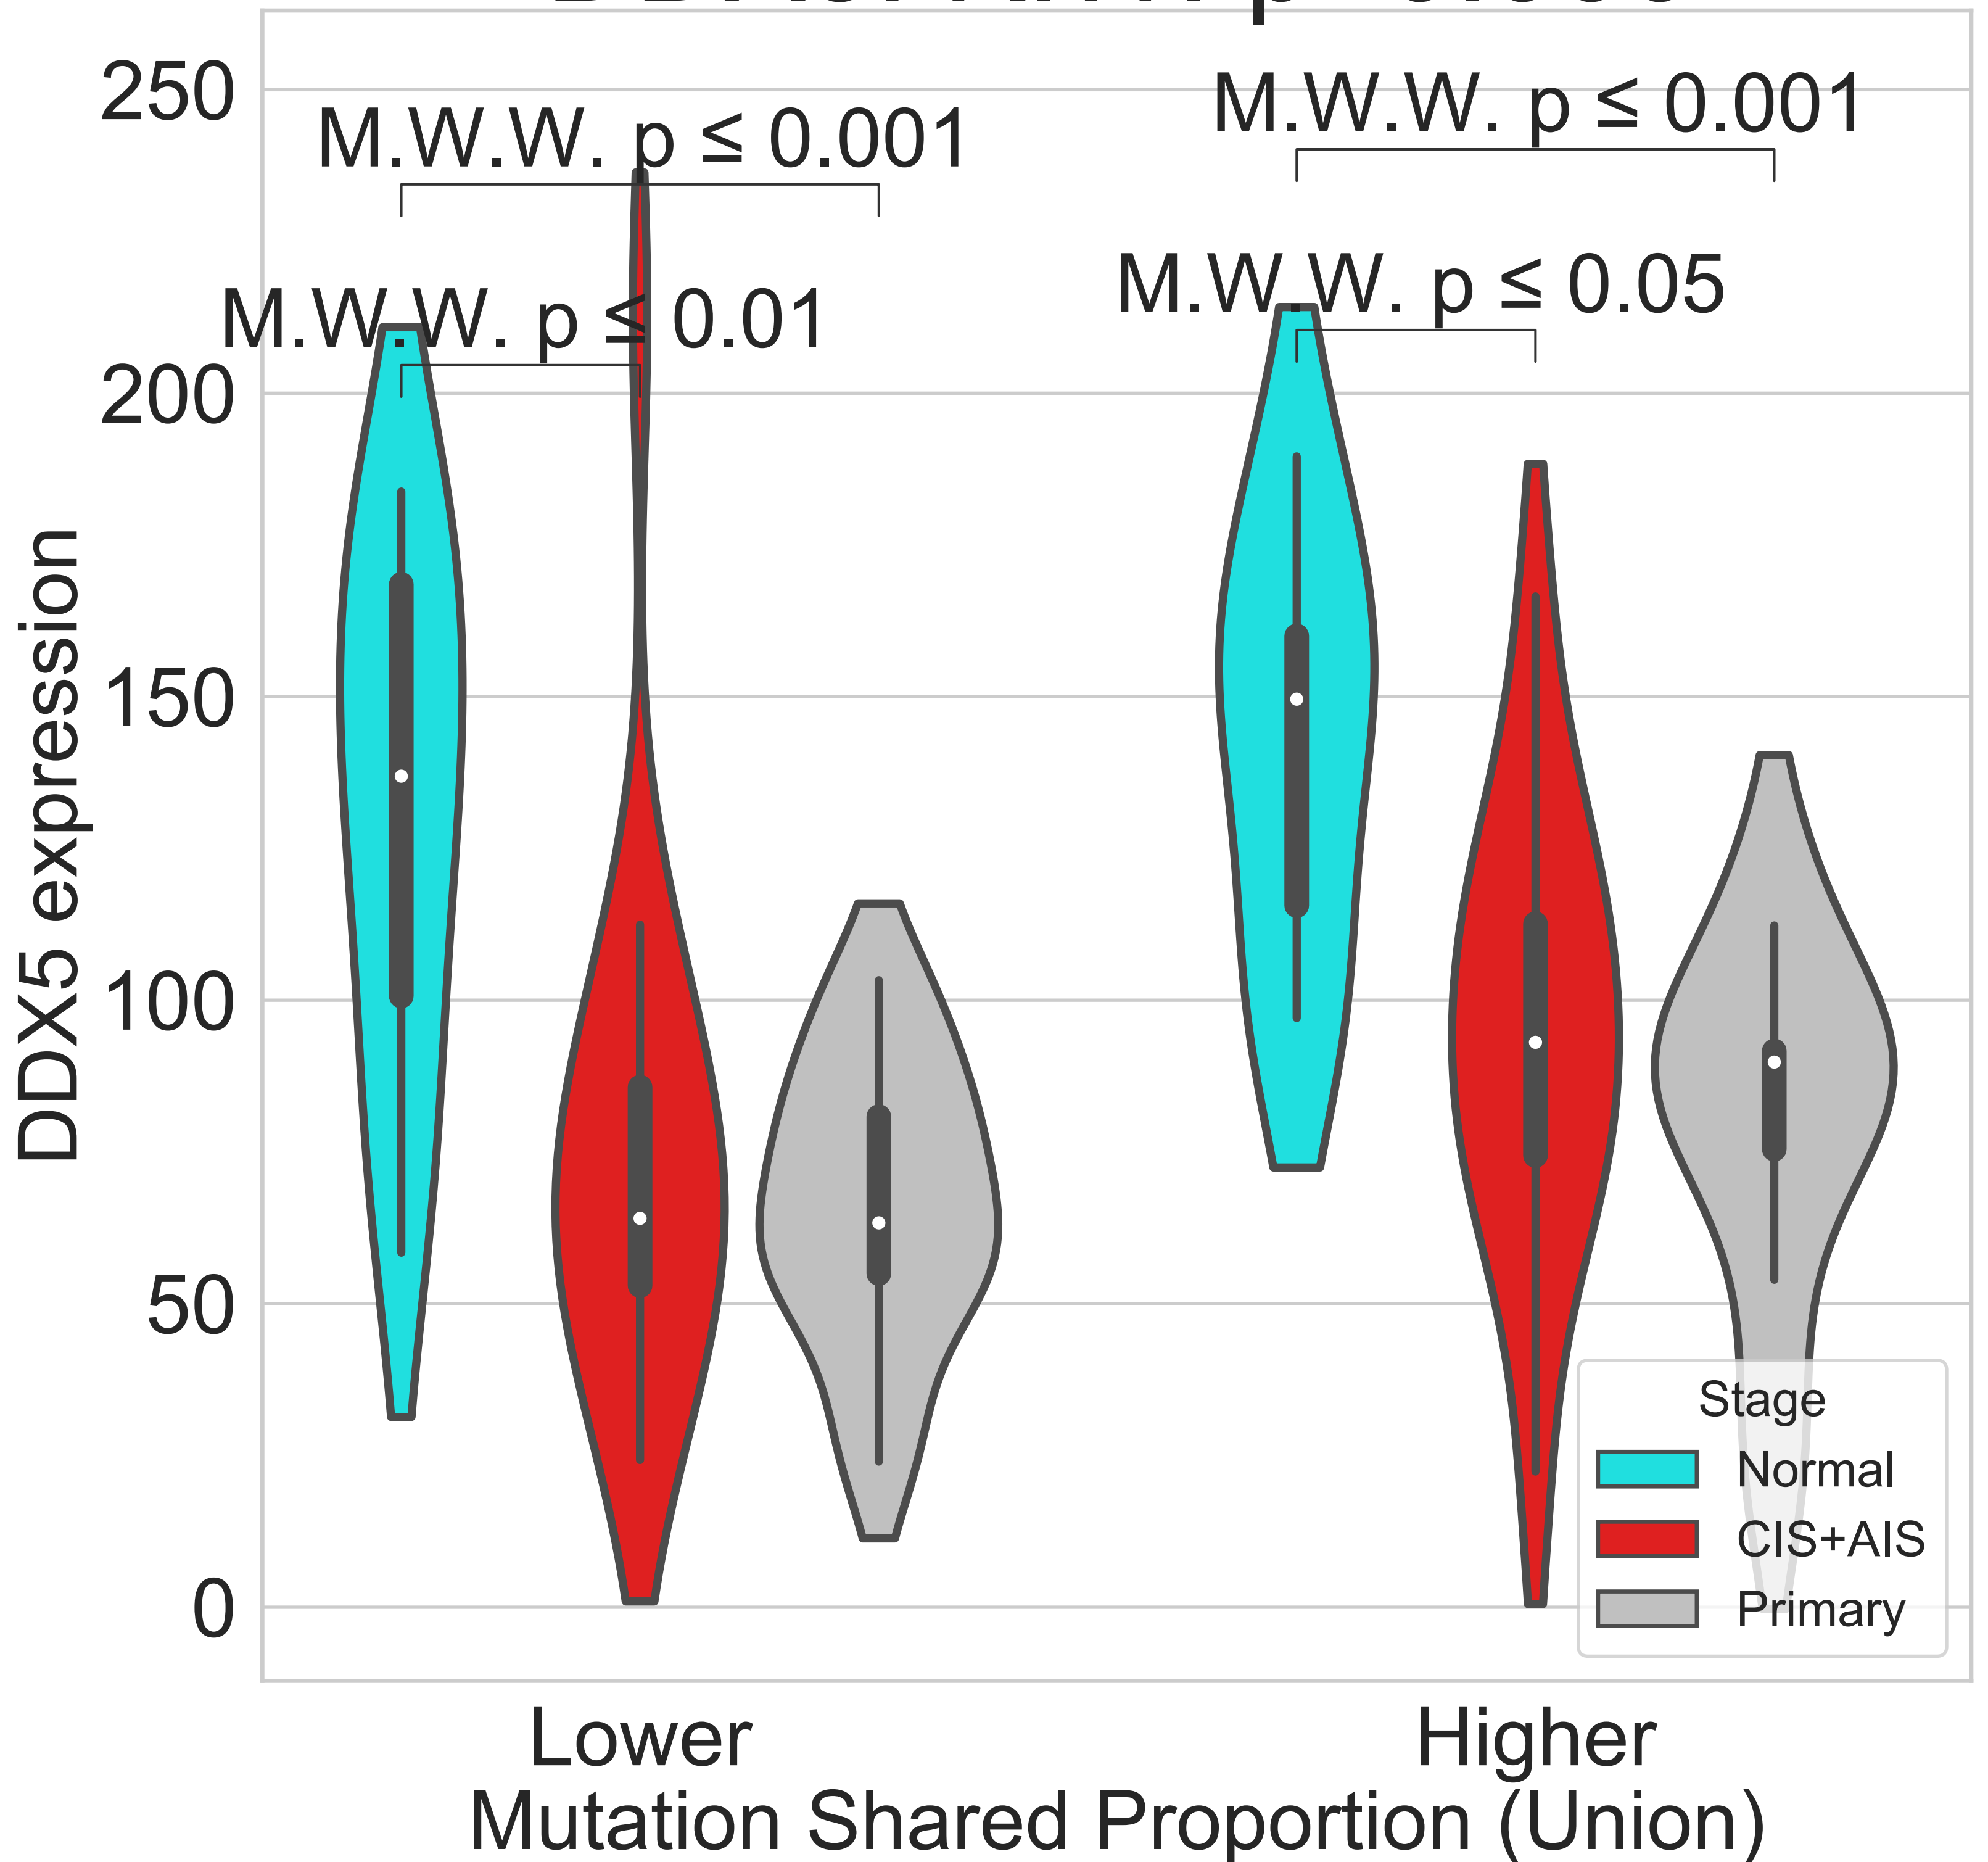 250
200
150
100
50
0
DDX5 expression
M.W.W. p ≤ 0.001
M.W.W. p ≤ 0.01
M.W.W. p ≤ 0.001
M.W.W. p ≤ 0.05
Stage
Normal
CIS+AIS
Primary
Lower
Higher
Mutation Shared Proportion (Union)